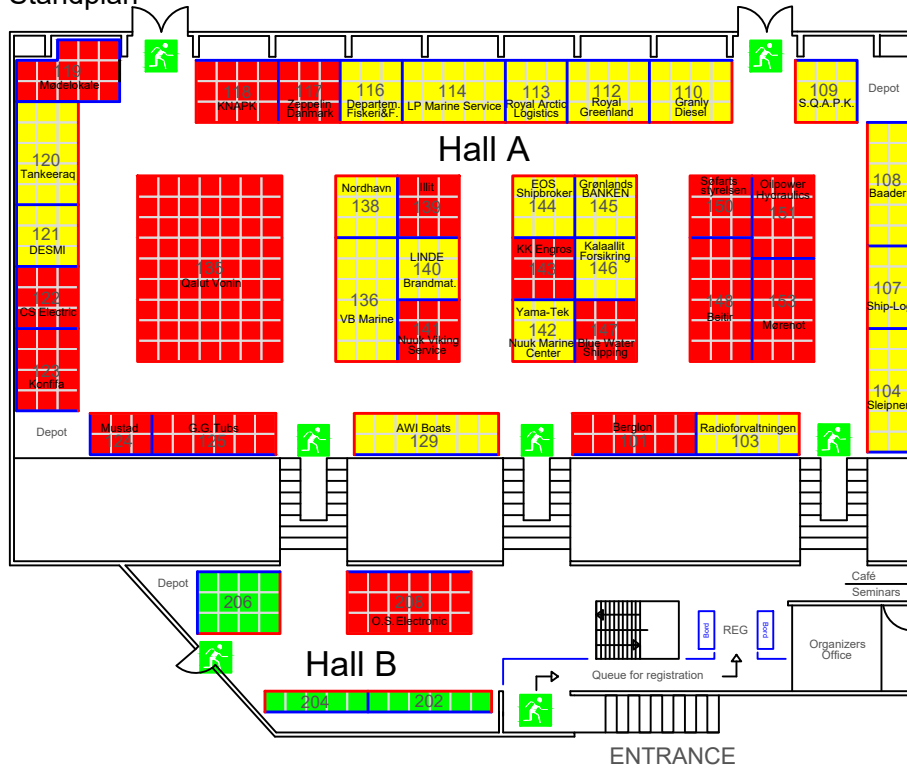 Standplan
119
Mødelokale
118
KNAPK
117
Zeppelin
Danmark
116
Departem.
Fiskeri&F.
114
LP Marine Service
113
Royal Arctic
Logistics
112
Royal
Greenland
110
Granly
Diesel
109
S.Q.A.P.K.
Depot
Hall A
120
Tankeeraq
121
DESMI
122
CS Electric
123
Konfifa
Depot
155
Qalut Vonin
Nordhavn
138
Illit
139
136
VB Marine
LINDE
140
Brandmat.
141
Nuuk Viking
Service
EOS
Shipbroker
144
Grønlands
BANKEN
145
KK Engros
143
Kalaallit
Forsikring
146
Yama-Tek
142
Nuuk Marine
Center
147
Blue Water
Shipping
Søfarts
styrelsen
150
Oilpower
Hydraulics
151
148
Beitir
153
Mørenot
108
Baader
107
Ship-Log
104
Sleipner
Mustad
124
G.G.Tubs
125
AWI Boats
129
Berglon
101
Radioforvaltningen
103
Depot
206
208
O.S. Electronic
Café
Seminars
Hall B
204
202
Bord
REG
Bord
Queue for registration
Organizers
Office
ENTRANCE